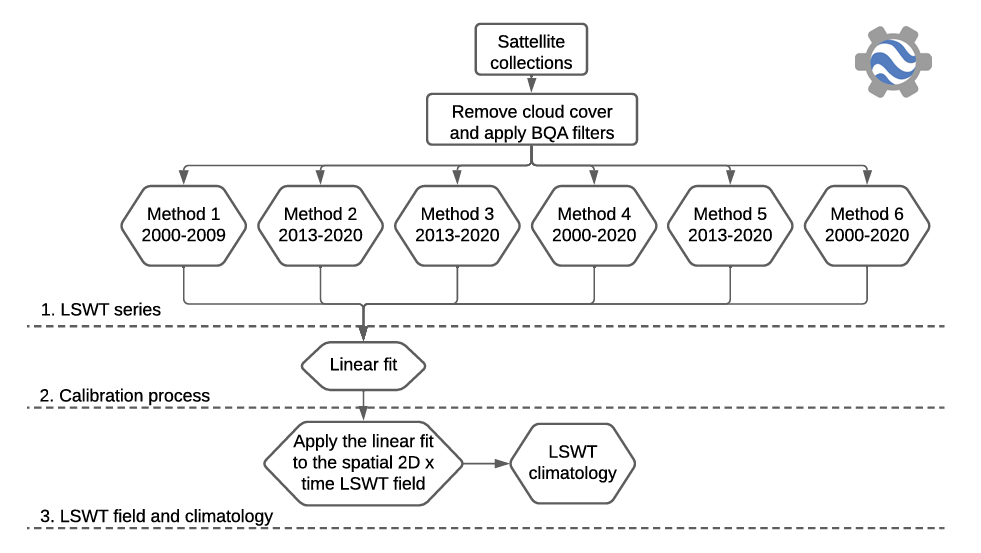 Sattellite
collections
Remove cloud cover
and apply BQA filters
Method 1
2000-2009
Method 2
2013-2020
Method 3
2013-2020
Method 4
2000-2020
Method 5
2013-2020
Method 6
2000-2020
1. LSWT series
Linear fit
2. Calibration process
Apply the linear fit
to the spatial 2D x
time LSWT field
LSWT
climatology
3. LSWT field and climatology